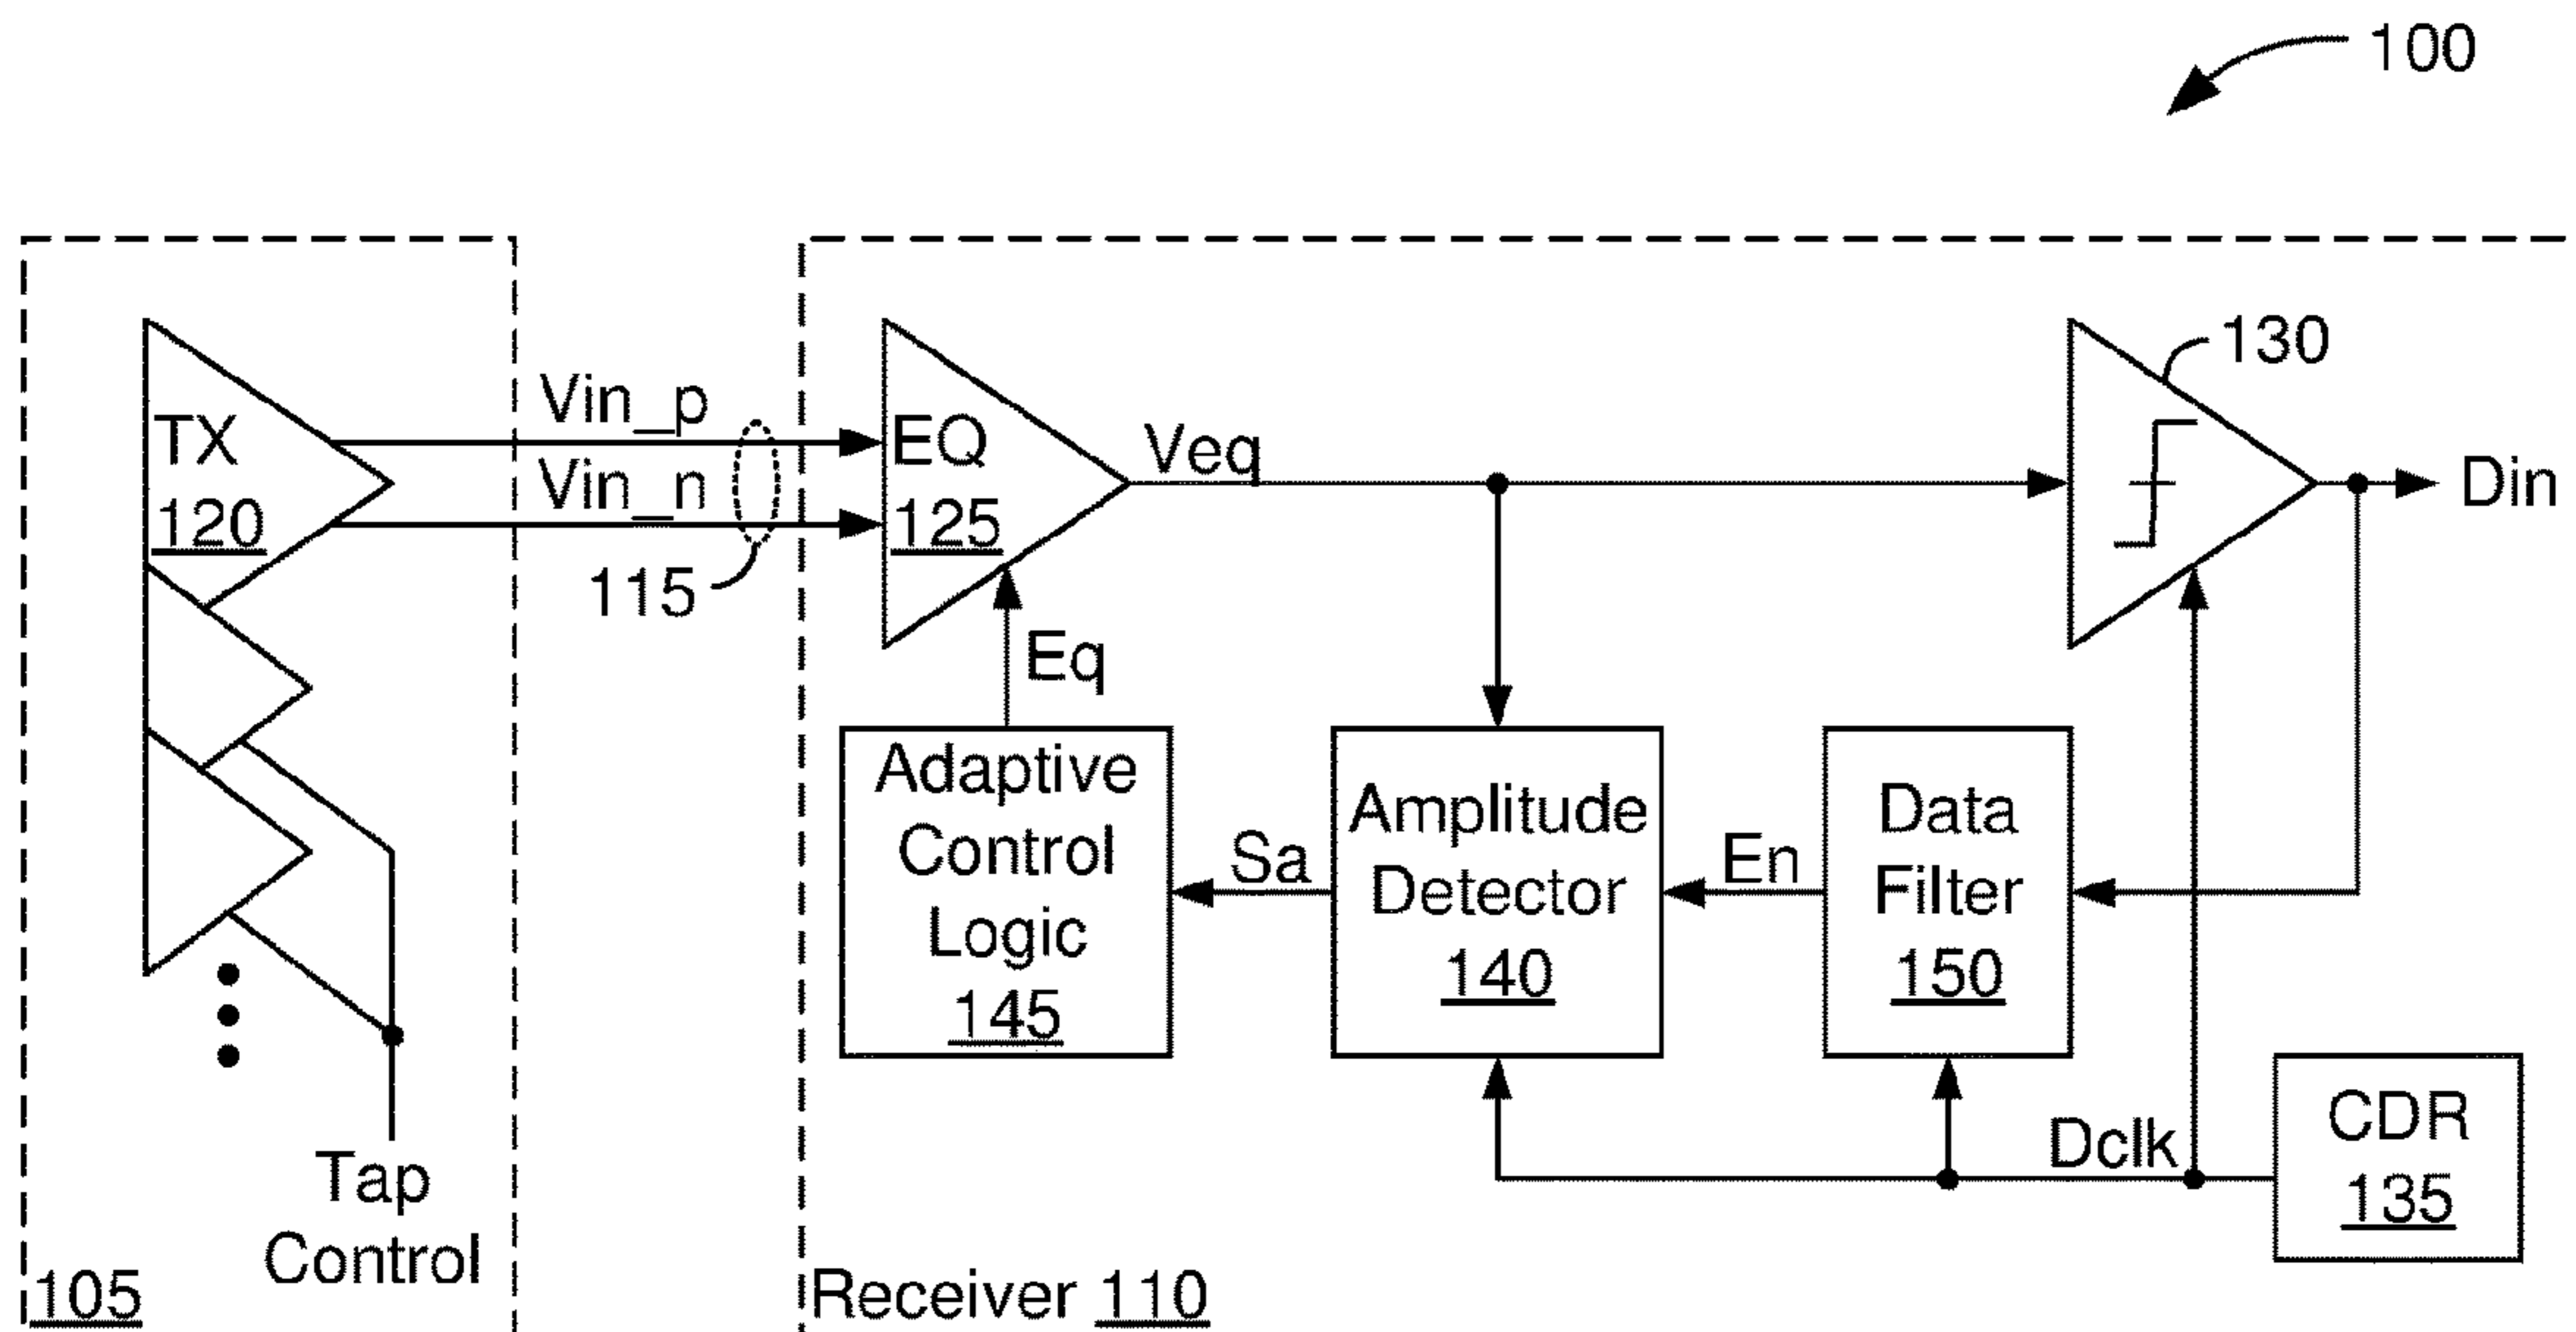 100
130
Vin_p
TX
EQ
Veq
Din
Vin_n
120
125
115
Eq
Adaptive
Control
Logic
145
Sa
Amplitude
Detector
140
En
Data
Filter
150
Dclk
CDR
135
Tap
Control
105
Receiver 110